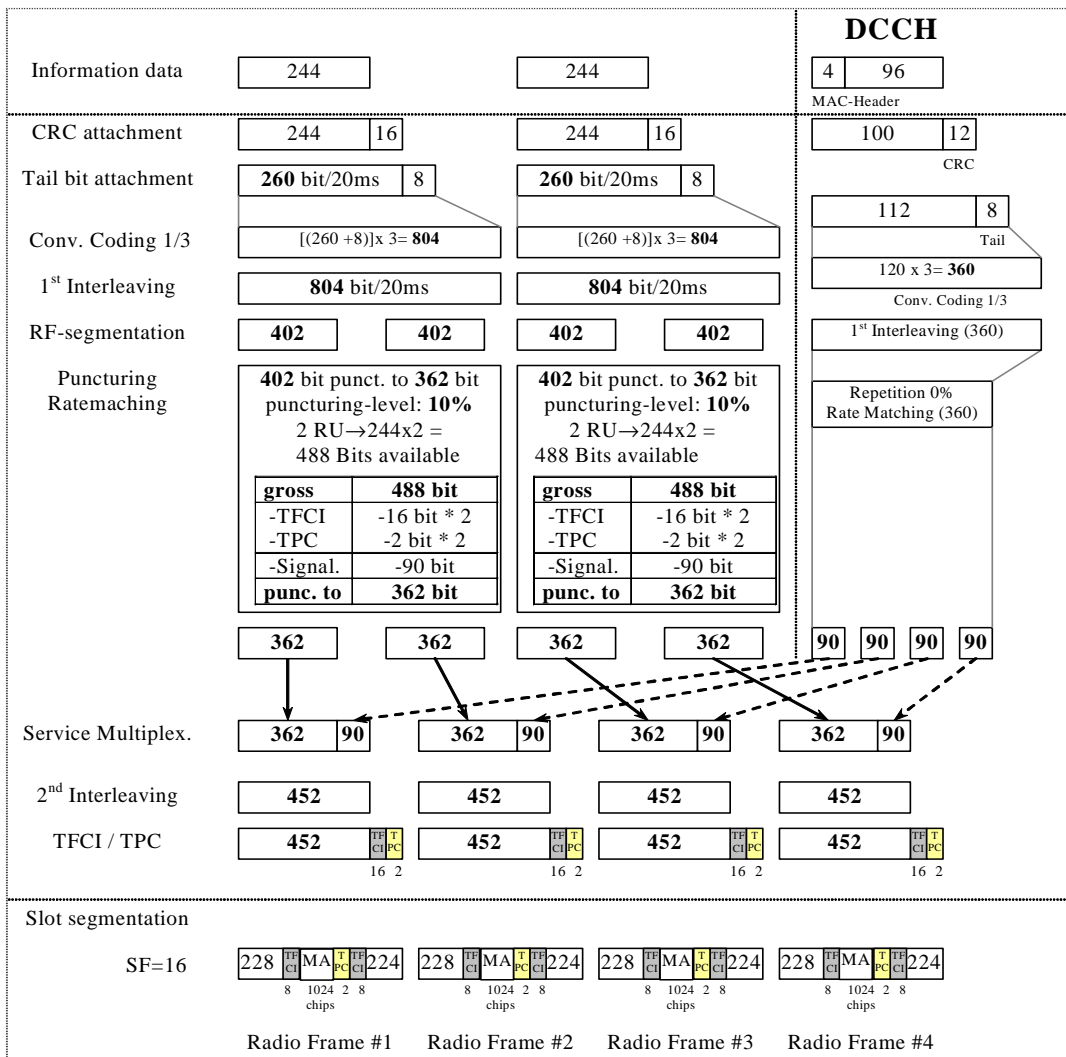 DCCH
Information data 244 244 4 96
MAC-Header
CRC attachment 244 16 244 16 100 12
CRC
Tail bit attachment 260 bit/20ms 8 260 bit/20ms 8
112 8
Tail
Conv. Coding 1/3 [(260 +8)]x 3= 804 [(260 +8)]x 3= 804
120 x 3= 360
Conv. Coding 1/3
1st Interleaving 804 bit/20ms 804 bit/20ms
RF-segmentation 402 402 402 402 1st Interleaving (360)
Puncturing
Ratemaching
402 bit punct. to 362 bit
puncturing-level: 10%
2 RU→244x2 =
488 Bits available
gross 488 bit
-TFCI -16 bit * 2
-TPC -2 bit * 2
-Signal. -90 bit
punc. to 362 bit
402 bit punct. to 362 bit
puncturing-level: 10%
2 RU→244x2 =
488 Bits available
gross 488 bit
-TFCI -16 bit * 2
-TPC -2 bit * 2
-Signal. -90 bit
punc. to 362 bit
Repetition 0%
Rate Matching (360)
362 362 362 362 90 90 90 90
Service Multiplex. 362 90 362 90 362 90 362 90
2nd Interleaving 452 452 452 452
TFCI / TPC 452 TF CI T PC 452 TF CI T PC 452 TF CI T PC 452 TF CI T PC
16 2 16 2 16 2 16 2
Slot segmentation
SF=16 228 TF CI MA T PC TF CI 224 228 TF CI MA T PC TF CI 224 228 TF CI MA T PC TF CI 224 228 TF CI MA T PC TF CI 224
8 1024 2 8 8 1024 2 8 8 1024 2 8 8 1024 2 8
chips chips chips chips
Radio Frame #1 Radio Frame #2 Radio Frame #3 Radio Frame #4